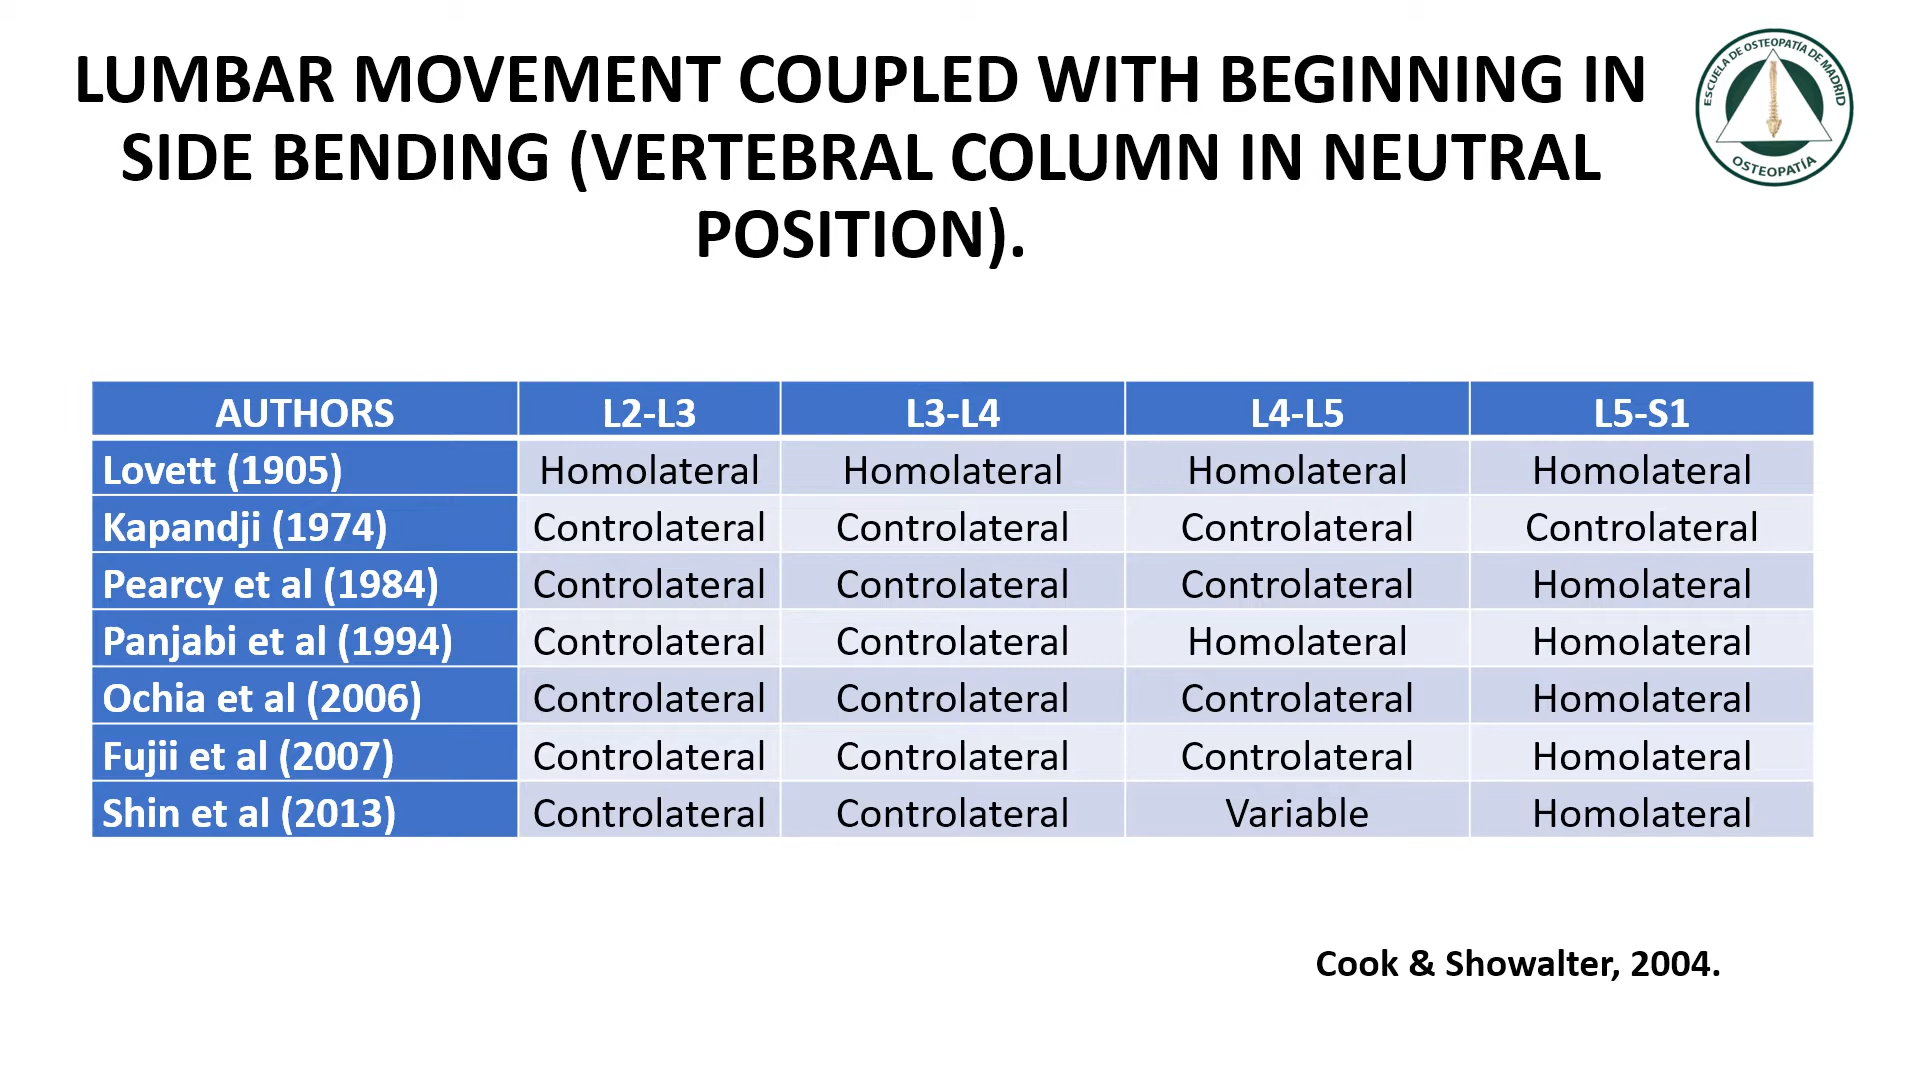 LUMBAR MOVEMENT COUPLED WITH BEGINNING IN
SIDE BENDING (VERTEBRAL COLUMN IN NEUTRAL
POSITION).
ESCUELA DE OSTEOPATÍA DE MADRID
OSTEOPATÍA
AUTHORS L2-L3 L3-L4 L4-L5 L5-S1
Lovett (1905) Homolateral Homolateral Homolateral Homolateral
Kapandji (1974) Controlateral Controlateral Controlateral Controlateral
Pearcy et al (1984) Controlateral Controlateral Controlateral Homolateral
Panjabi et al (1994) Controlateral Controlateral Homolateral Homolateral
Ochia et al (2006) Controlateral Controlateral Controlateral Homolateral
Fujii et al (2007) Controlateral Controlateral Controlateral Homolateral
Shin et al (2013) Controlateral Controlateral Variable Homolateral
Cook & Showalter, 2004.